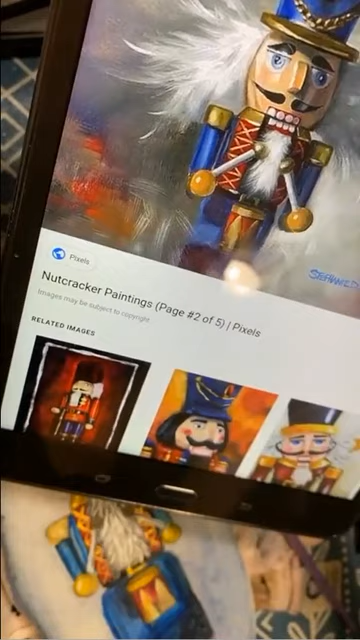 Pixels
Nutcracker Paintings (Page #2 of 5) | Pixels
Images may be subject to copyright
RELATED IMAGES